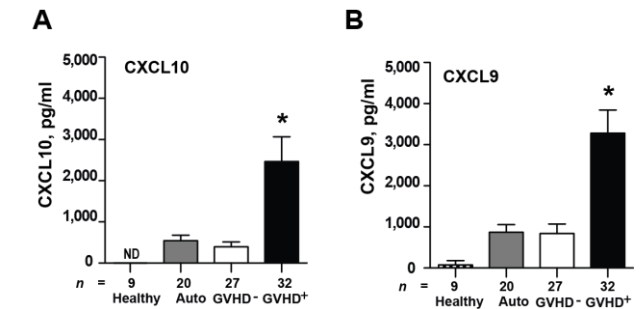 A
CXCL10
CXCL10, pg/ml
5,000
4,000
3,000
2,000
1,000
0
ND
*
n = 9 20 27 32
Healthy Auto GVHD- GVHD+
B
CXCL9
CXCL9, pg/ml
5,000
4,000
3,000
2,000
1,000
0
*
n = 9 20 27 32
Healthy Auto GVHD- GVHD+